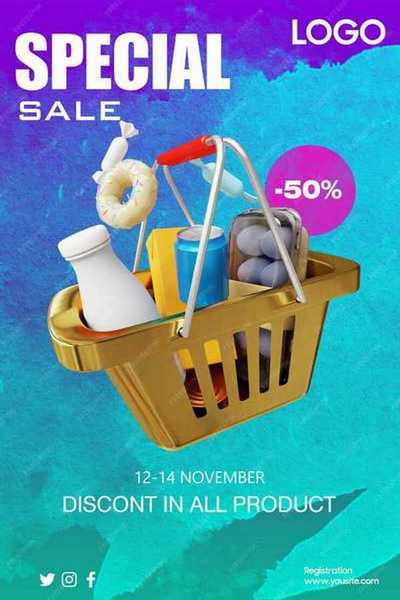 SPECIAL
LOGO
SALE
-50%
12-14 NOVEMBER
DISCONT IN ALL PRODUCT
Registration
www.yousite.com